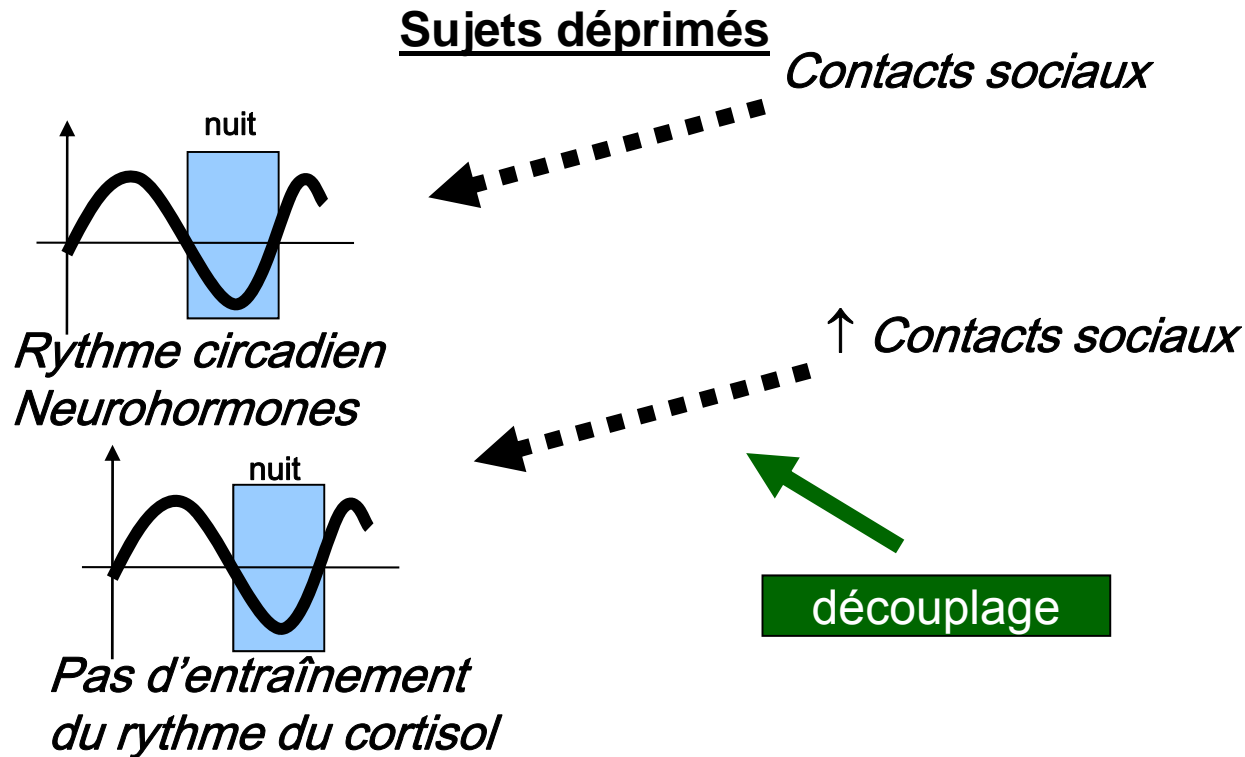 Sujets déprimés
Contacts sociaux
nuit
Rythme circadien
Neurohormones
↑ Contacts sociaux
nuit
découplage
Pas d'entraînement
du rythme du cortisol